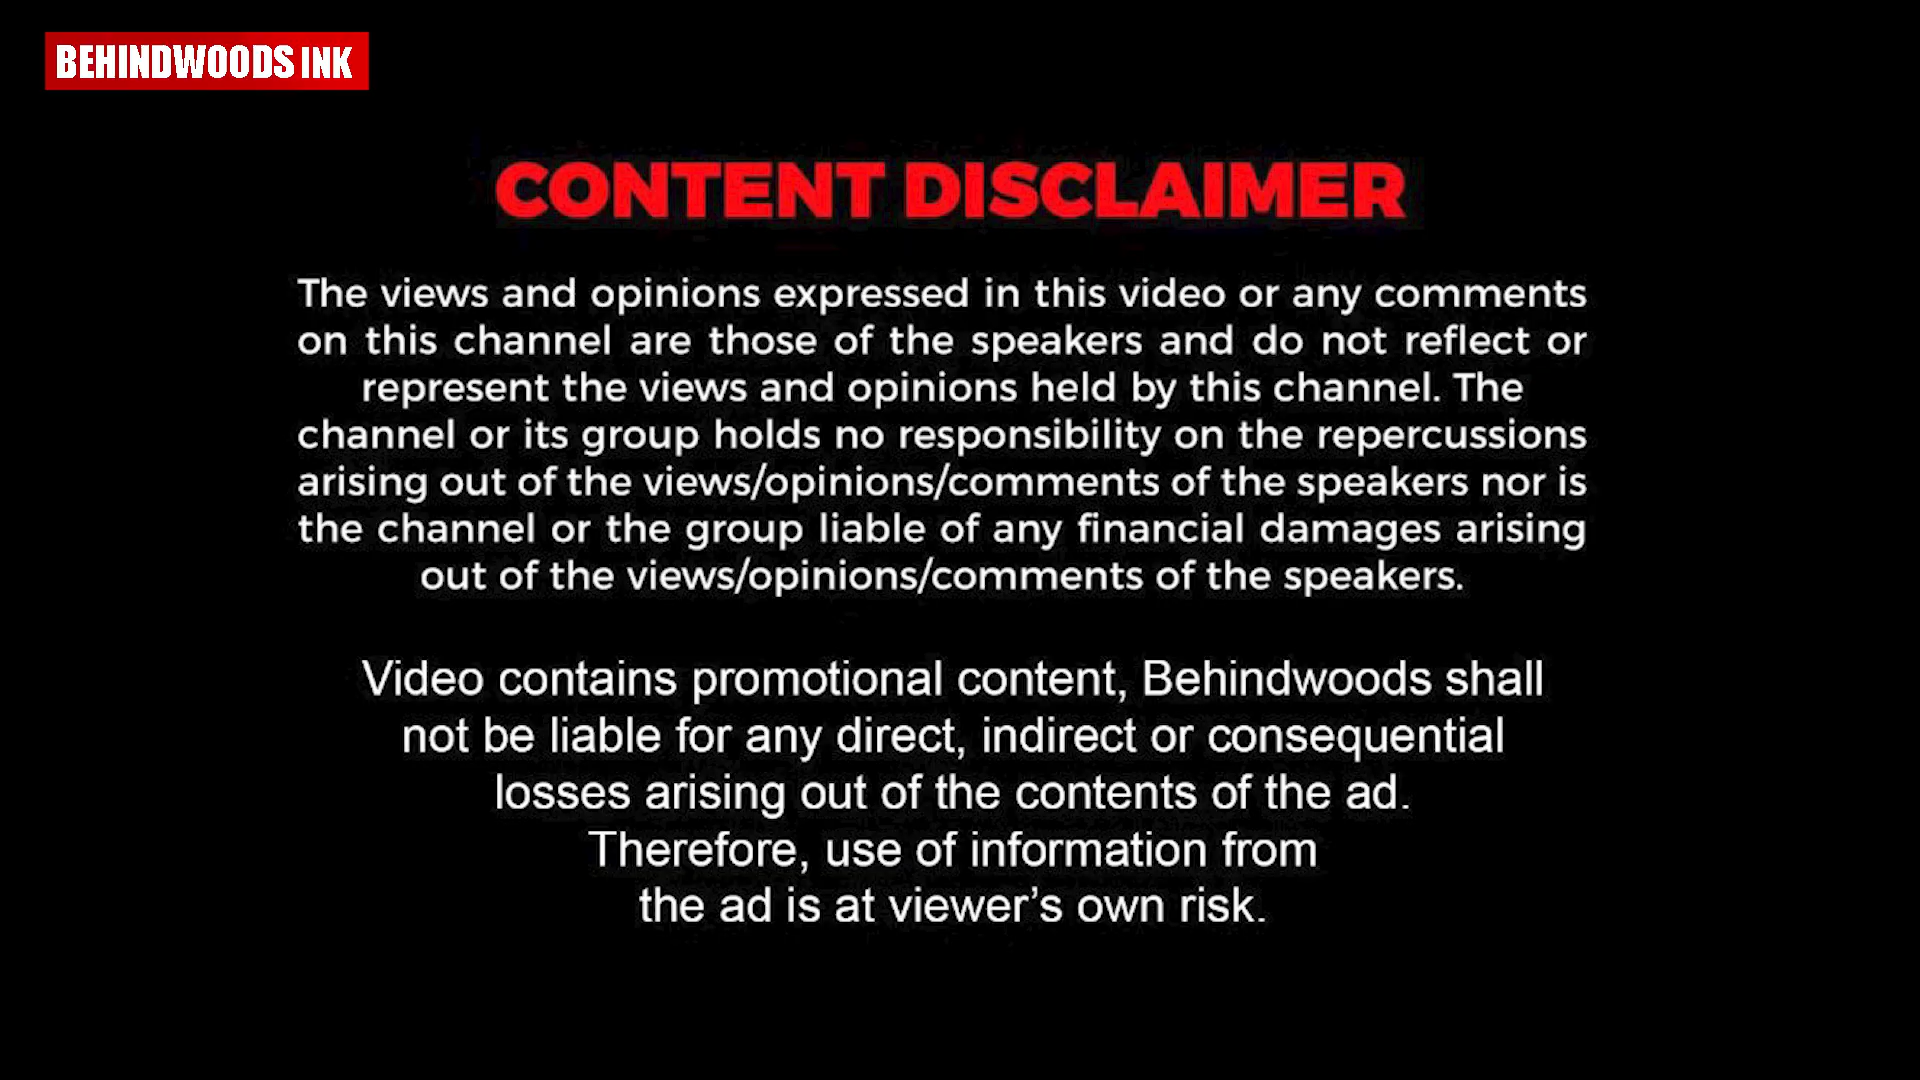 BEHINDWOODS INK
CONTENT DISCLAIMER
The views and opinions expressed in this video or any comments
on this channel are those of the speakers and do not reflect or
represent the views and opinions held by this channel. The
channel or its group holds no responsibility on the repercussions
arising out of the views/opinions/comments of the speakers nor is
the channel or the group liable of any financial damages arising
out of the views/opinions/comments of the speakers.
Video contains promotional content, Behindwoods shall
not be liable for any direct, indirect or consequential
losses arising out of the contents of the ad.
Therefore, use of information from
the ad is at viewer’s own risk.